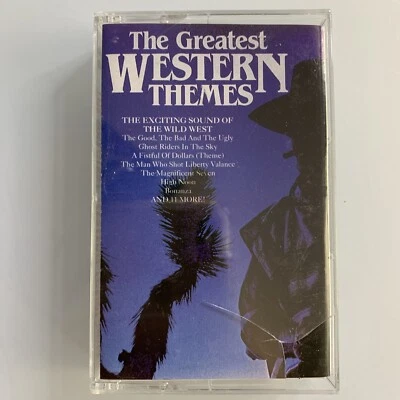 The Greatest
WESTERN
THEMES
THE EXCITING SOUND OF
THE WILD WEST
The Good, The Bad And The Ugly
Ghost Riders In The Sky
A Fistful Of Dollars (Theme)
The Man Who Shot Liberty Valance
The Magnificent Seven
High Noon
Bonanza
AND 11 MORE!